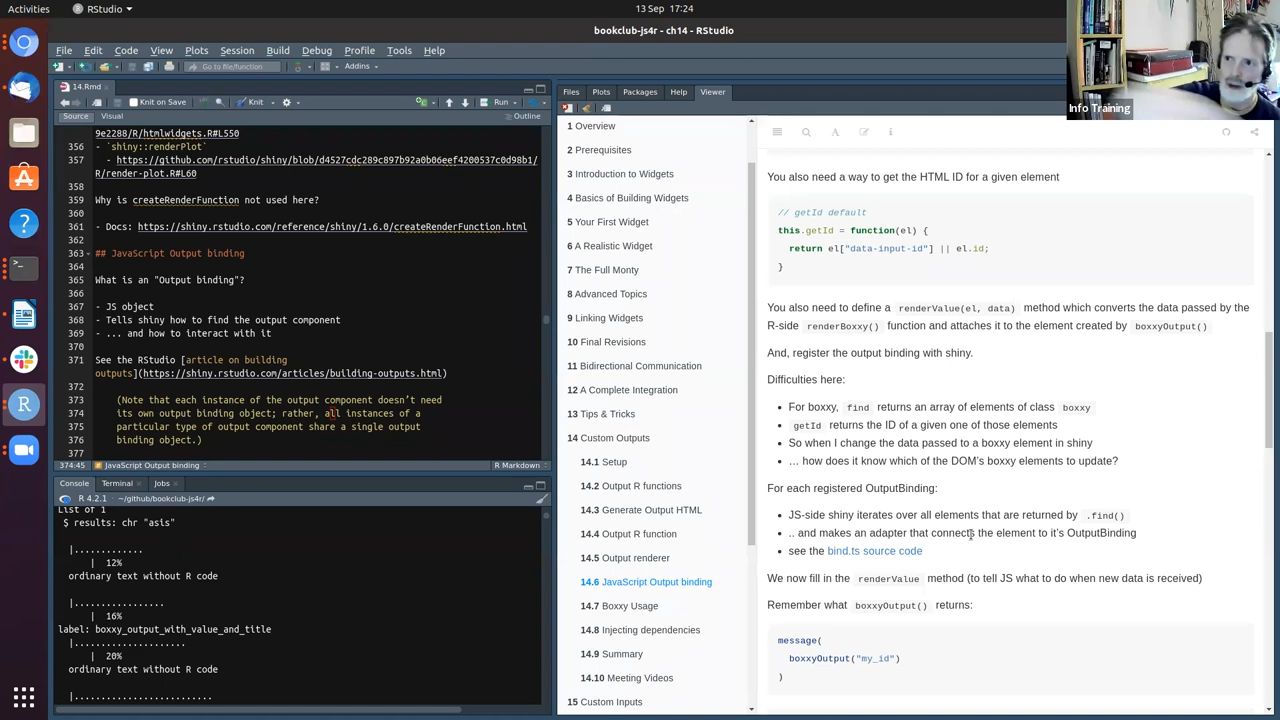 Activities
RStudio
13 Sep 17:24
bookclub-js4r - ch14 - RStudio
File Edit Code View Plots Session Build Debug Profile Tools Help
Go to file/function
Addins
14.Rmd
Knit on Save
Knit
Run
Source Visual
Outline
9e2288/R/htmlwidgets.R#L550
356 - `shiny::renderPlot`
357 - https://github.com/rstudio/shiny/blob/d4527cdc289c897b92a0b06eef4200537c0d98b1/
R/render-plot.R#L60
358
359 Why is createRenderFunction not used here?
360
361 - Docs: https://shiny.rstudio.com/reference/shiny/1.6.0/createRenderFunction.html
362
363 ## JavaScript Output binding
364
365 What is an "Output binding"?
366
367 - JS object
368 - Tells shiny how to find the output component
369 - ... and how to interact with it
370
371 See the RStudio [article on building
outputs](https://shiny.rstudio.com/articles/building-outputs.html)
372
373 (Note that each instance of the output component doesn't need
374 its own output binding object; rather, all instances of a
375 particular type of output component share a single output
376 binding object.)
377
374:45 JavaScript Output binding
R Markdown
Console Terminal Jobs
R 4.2.1 · ~/github/bookclub-js4r/
List of 1
$ results: chr "asis"
|.............
| 12%
ordinary text without R code
|.................
| 16%
label: boxxy_output_with_value_and_title
|.....................
| 20%
ordinary text without R code
|..........................
Files Plots Packages Help Viewer
1 Overview
2 Prerequisites
3 Introduction to Widgets
4 Basics of Building Widgets
5 Your First Widget
6 A Realistic Widget
7 The Full Monty
8 Advanced Topics
9 Linking Widgets
10 Final Revisions
11 Bidirectional Communication
12 A Complete Integration
13 Tips & Tricks
14 Custom Outputs
14.1 Setup
14.2 Output R functions
14.3 Generate Output HTML
14.4 Output R function
14.5 Output renderer
14.6 JavaScript Output binding
14.7 Boxxy Usage
14.8 Injecting dependencies
14.9 Summary
14.10 Meeting Videos
15 Custom Inputs
You also need a way to get the HTML ID for a given element
// getId default
this.getId = function(el) {
return el["data-input-id"] || el.id;
}
You also need to define a renderValue(el, data) method which converts the data passed by the
R-side renderBoxxy() function and attaches it to the element created by boxxyOutput()
And, register the output binding with shiny.
Difficulties here:
• For boxxy, find returns an array of elements of class boxxy
• getId returns the ID of a given one of those elements
• So when I change the data passed to a boxxy element in shiny
• … how does it know which of the DOM's boxxy elements to update?
For each registered OutputBinding:
• JS-side shiny iterates over all elements that are returned by .find()
• .. and makes an adapter that connects the element to it's OutputBinding
• see the bind.ts source code
We now fill in the renderValue method (to tell JS what to do when new data is received)
Remember what boxxyOutput() returns:
message(
boxxyOutput("my_id")
)
Info Training